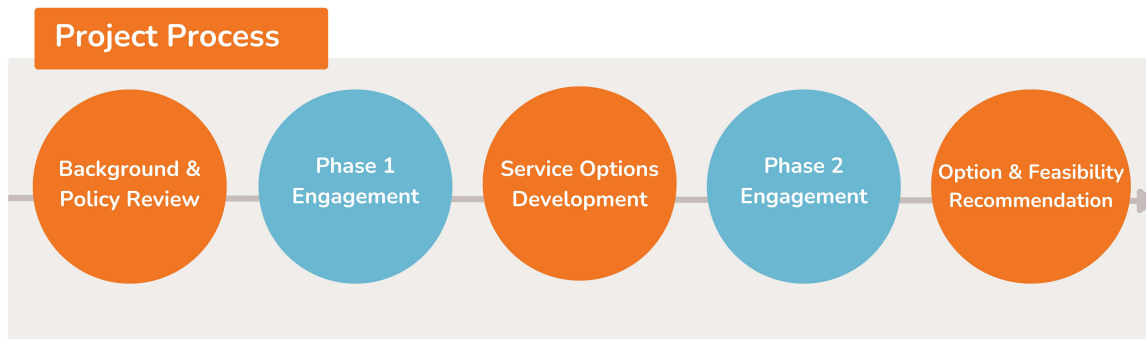 Project Process
Background &
Policy Review
Phase 1
Engagement
Service Options
Development
Phase 2
Engagement
Option & Feasibility
Recommendation